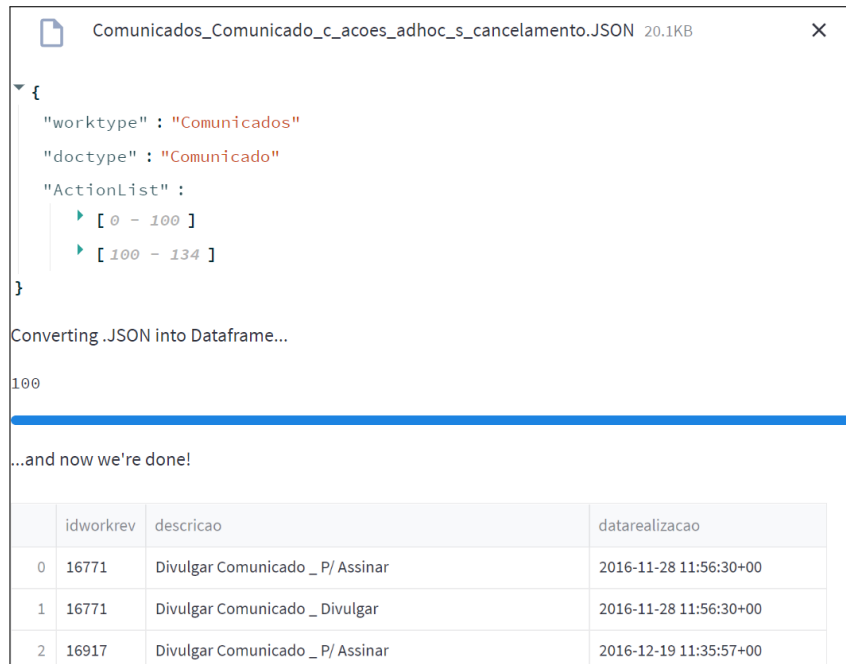 Comunicados_Comunicado_c_acoes_adhoc_s_cancelamento.JSON 20.1KB
{
"worktype" : "Comunicados"
"doctype" : "Comunicado"
"ActionList" :
[ 0 - 100 ]
[ 100 - 134 ]
}
Converting .JSON into Dataframe...
100
...and now we're done!
idworkrev descricao datarealizacao
0 16771 Divulgar Comunicado _ P/ Assinar 2016-11-28 11:56:30+00
1 16771 Divulgar Comunicado _ Divulgar 2016-11-28 11:56:30+00
2 16917 Divulgar Comunicado _ P/ Assinar 2016-12-19 11:35:57+00